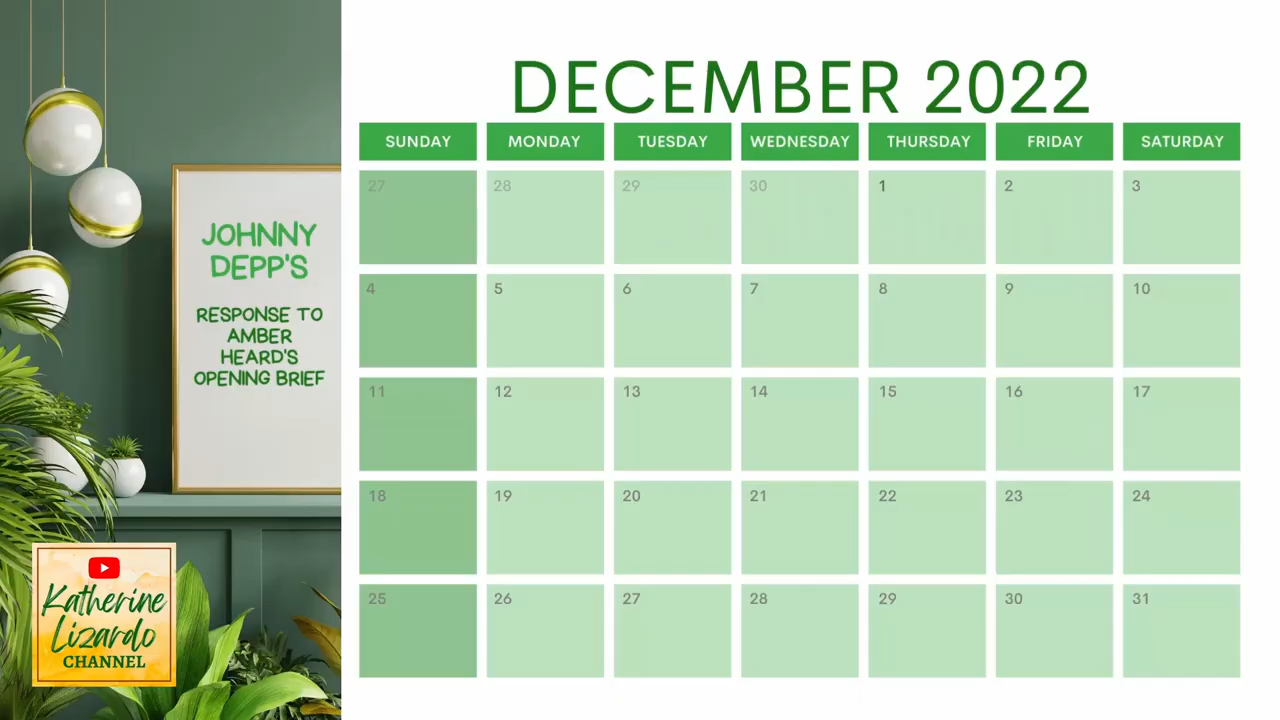 JOHNNY
DEPP'S
RESPONSE TO
AMBER
HEARD'S
OPENING BRIEF
Katherine
Lizardo
CHANNEL
DECEMBER 2022
SUNDAY MONDAY TUESDAY WEDNESDAY THURSDAY FRIDAY SATURDAY
27 28 29 30 1 2 3
4 5 6 7 8 9 10
11 12 13 14 15 16 17
18 19 20 21 22 23 24
25 26 27 28 29 30 31